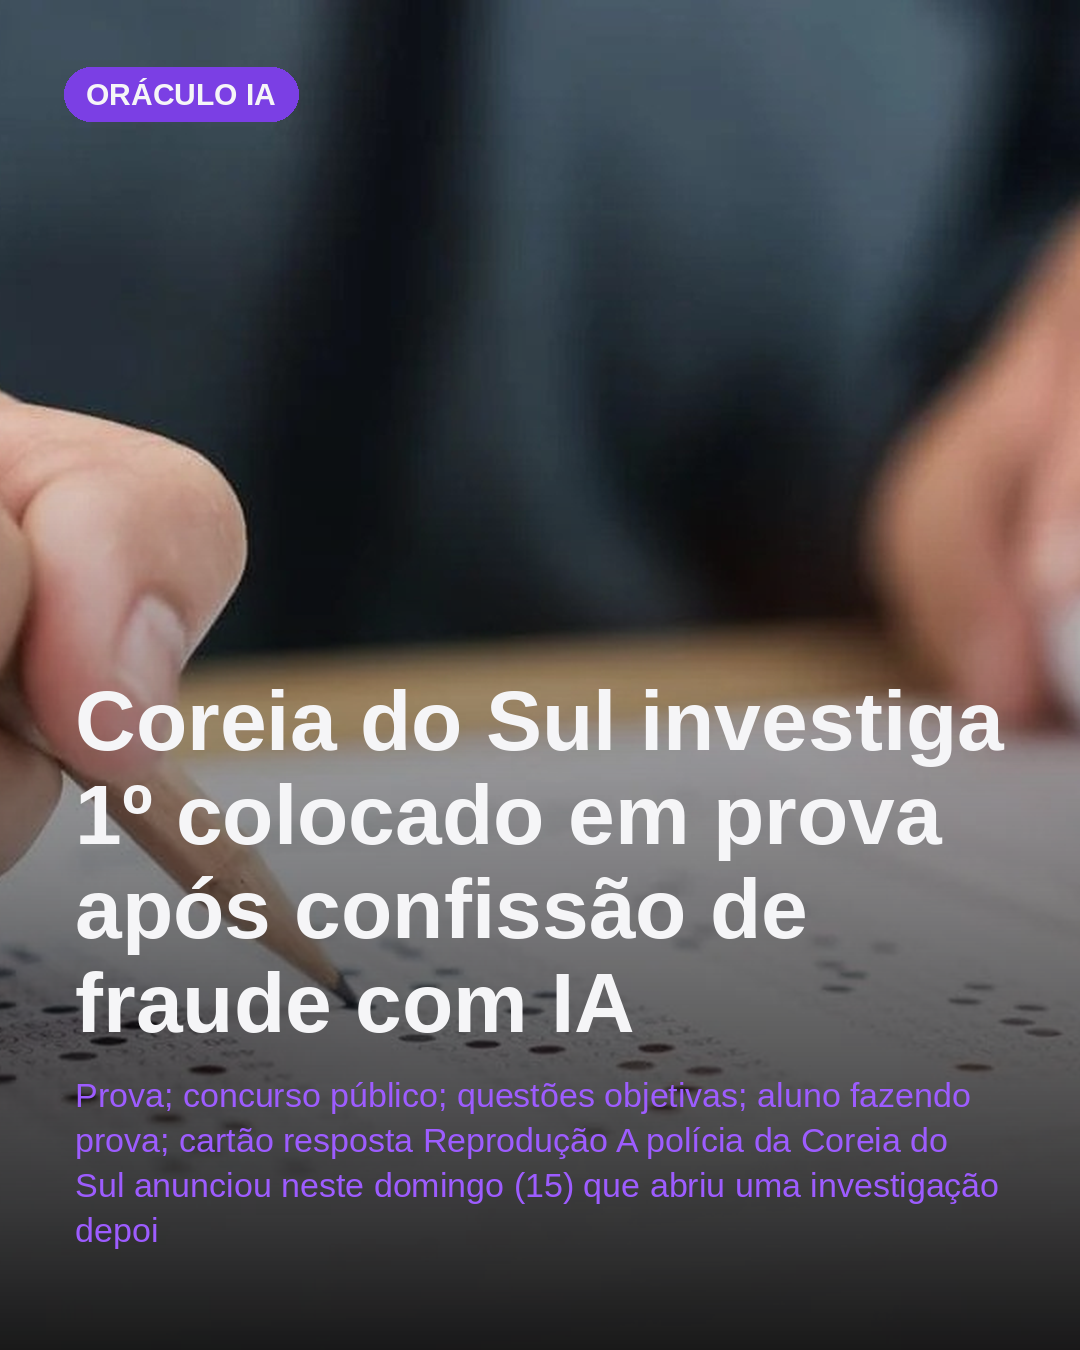 ORÁCULO IA
Coreia do Sul investiga
1º colocado em prova
após confissão de
fraude com IA
Prova; concurso público; questões objetivas; aluno fazendo
prova; cartão resposta Reprodução A polícia da Coreia do
Sul anunciou neste domingo (15) que abriu uma investigação
depoi